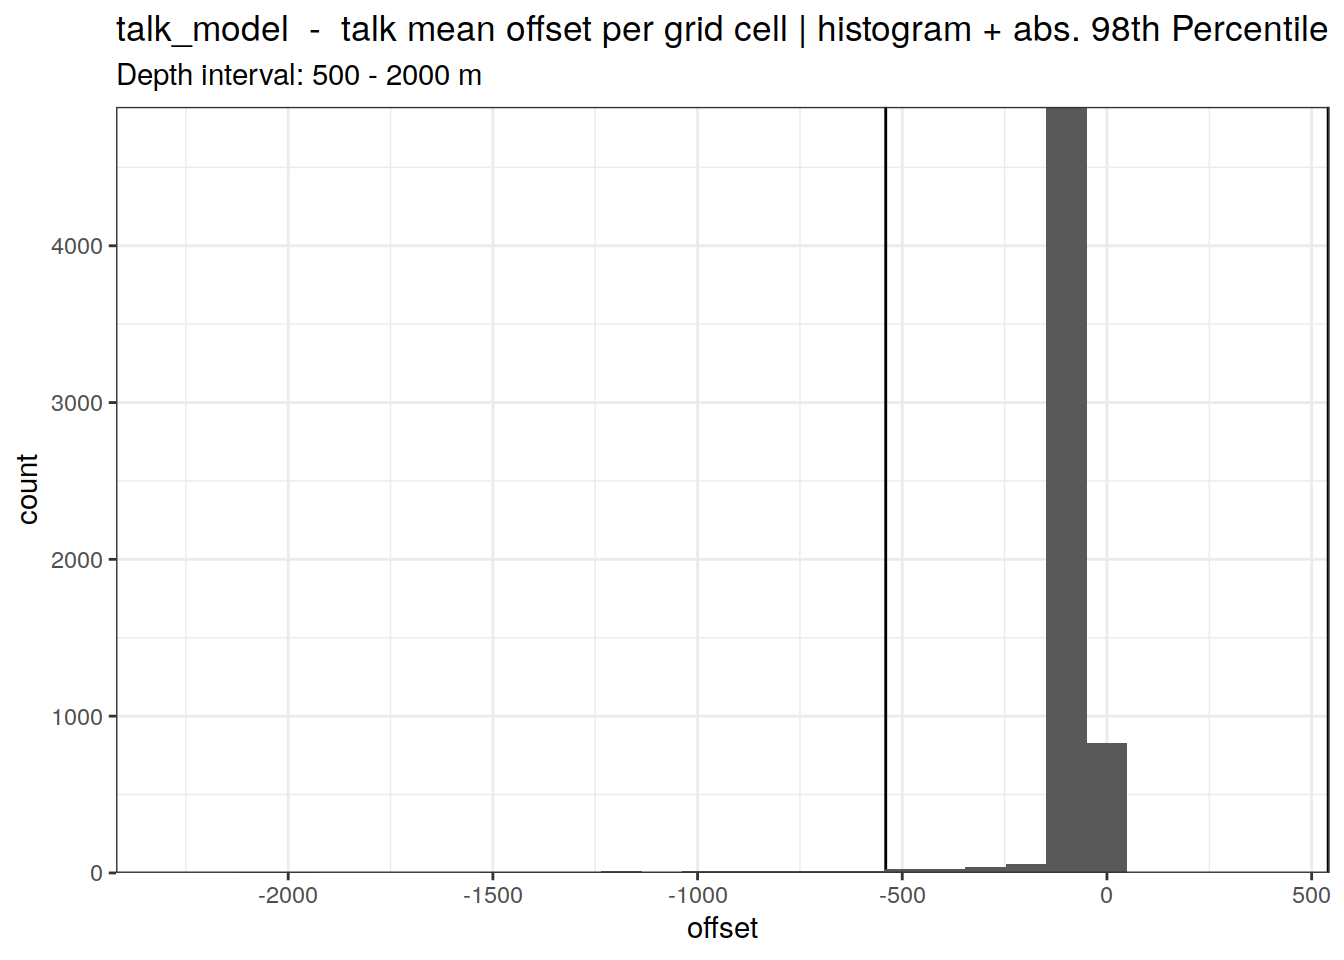 talk_model  -  talk mean offset per grid cell | histogram + abs. 98th Percentile
Depth interval: 500 - 2000 m
4000
3000
2000
1000
0
count
-2000
-1500
-1000
-500
0
500
offset